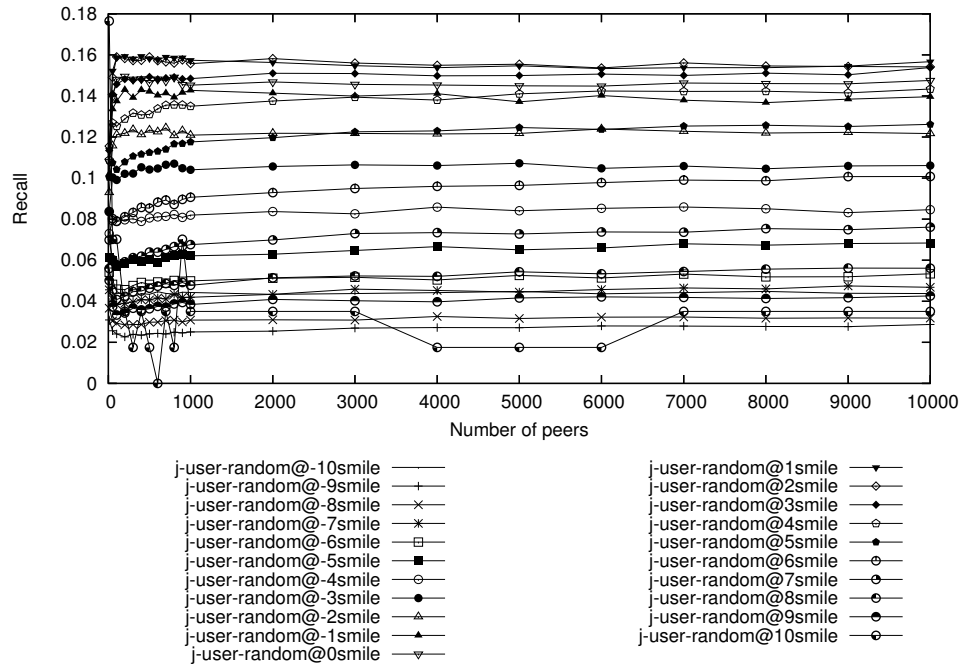 0.18
0.16
0.14
0.12
0.1
0.08
0.06
0.04
0.02
0
Recall
0 1000 2000 3000 4000 5000 6000 7000 8000 9000 10000
Number of peers
j-user-random@-10smile
j-user-random@-9smile
j-user-random@-8smile
j-user-random@-7smile
j-user-random@-6smile
j-user-random@-5smile
j-user-random@-4smile
j-user-random@-3smile
j-user-random@-2smile
j-user-random@-1smile
j-user-random@0smile
j-user-random@1smile
j-user-random@2smile
j-user-random@3smile
j-user-random@4smile
j-user-random@5smile
j-user-random@6smile
j-user-random@7smile
j-user-random@8smile
j-user-random@9smile
j-user-random@10smile